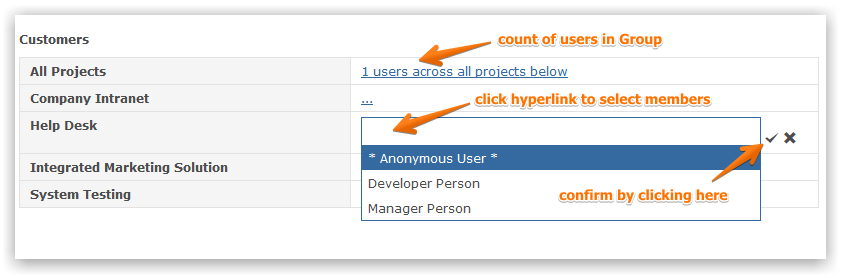 Customers
count of users in Group
All Projects
1 users across all projects below
Company Intranet
...
click hyperlink to select members
Help Desk
* Anonymous User *
Integrated Marketing Solution
Developer Person
System Testing
confirm by clicking here
Manager Person